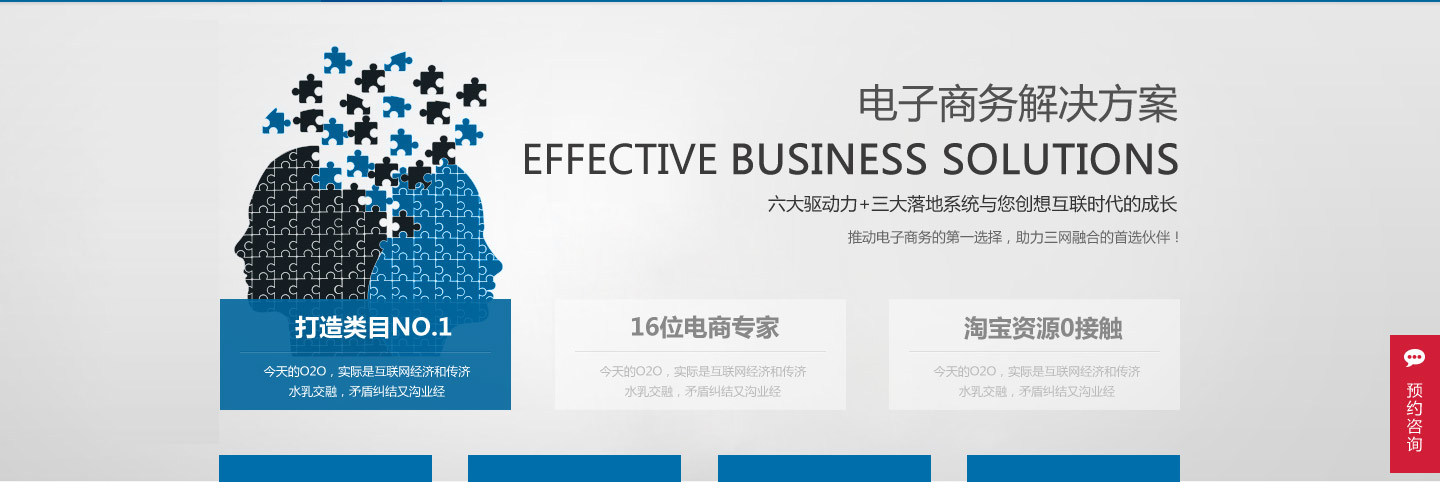 电子商务解决方案
EFFECTIVE BUSINESS SOLUTIONS
六大驱动力+三大落地系统与您创想互联时代的成长
推动电子商务的第一选择，助力三网融合的首选伙伴！
打造类目NO.1
今天的O2O，实际是互联网经济和传济
水乳交融，矛盾纠结又沟业经
16位电商专家
今天的O2O，实际是互联网经济和传济
水乳交融，矛盾纠结又沟业经
淘宝资源0接触
今天的O2O，实际是互联网经济和传济
水乳交融，矛盾纠结又沟业经
预约咨询